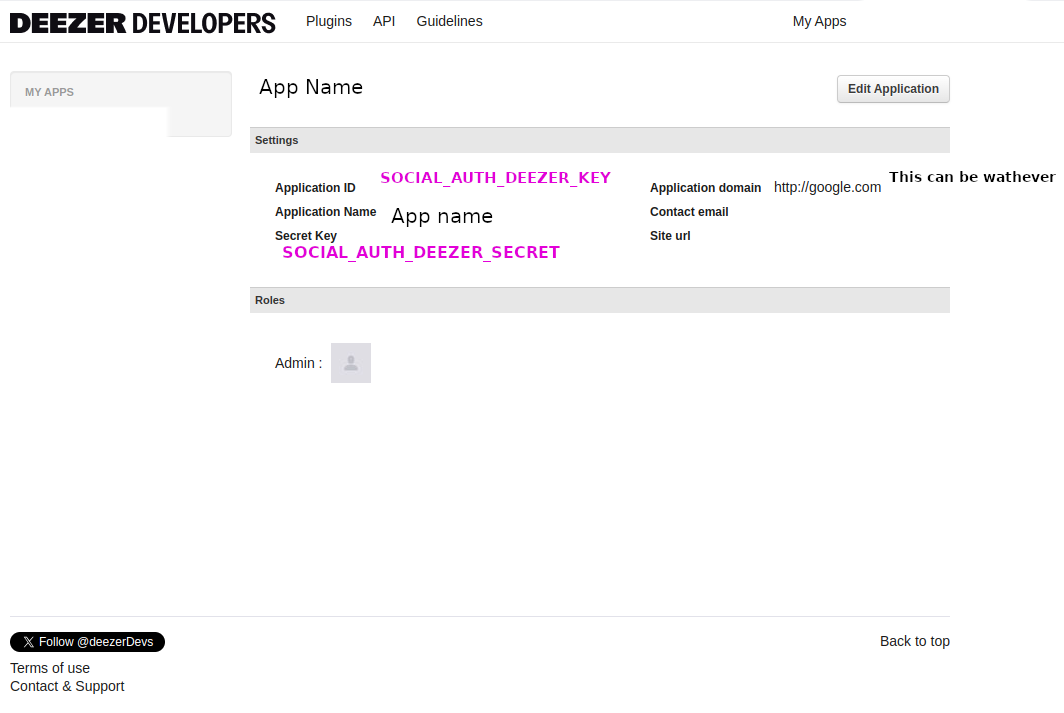 DEEZER DEVELOPERS Plugins API Guidelines My Apps
MY APPS
App Name
Edit Application
Settings
Application ID SOCIAL_AUTH_DEEZER_KEY
Application Name App name
Secret Key
SOCIAL_AUTH_DEEZER_SECRET
Application domain http://google.com This can be wathever
Contact email
Site url
Roles
Admin :
X Follow @deezerDevs
Back to top
Terms of use
Contact & Support